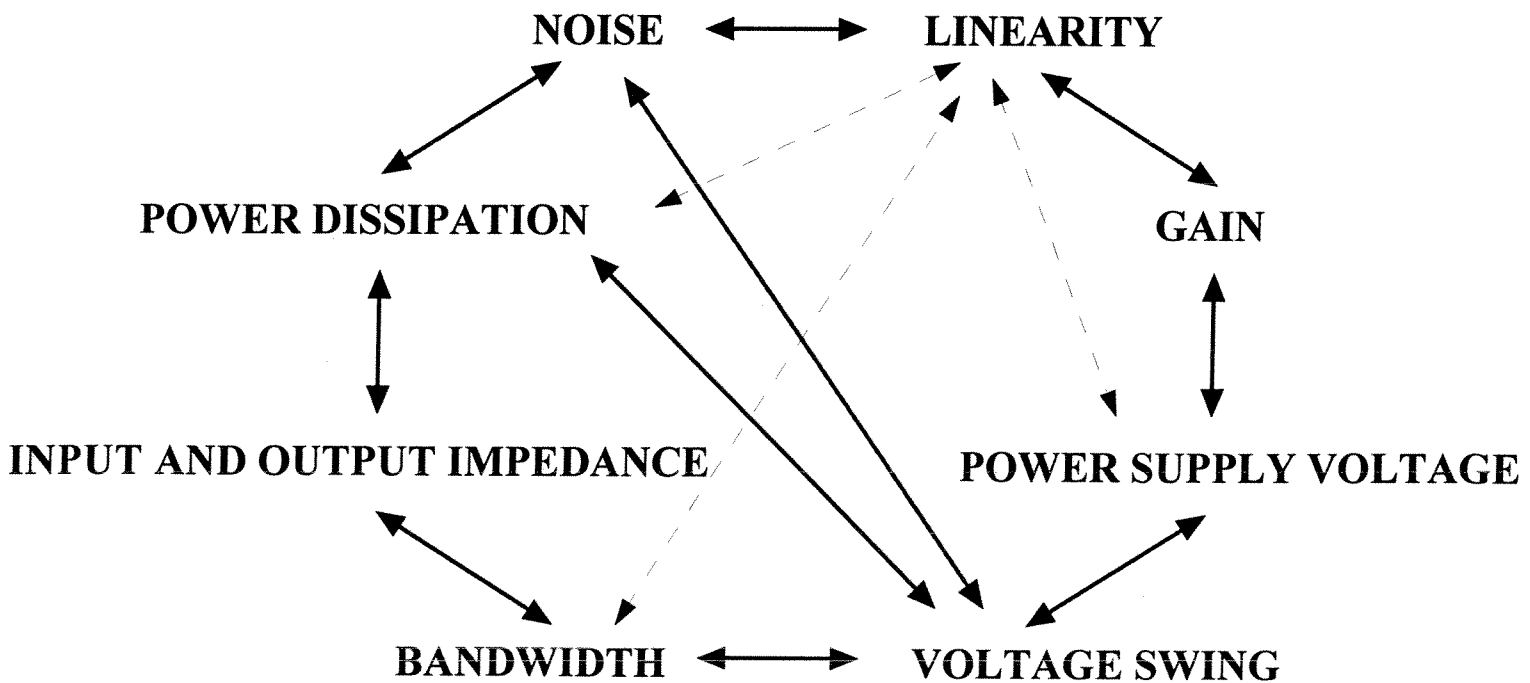 NOISE
LINEARITY
POWER DISSIPATION
GAIN
INPUT AND OUTPUT IMPEDANCE
POWER SUPPLY VOLTAGE
BANDWIDTH
VOLTAGE SWING